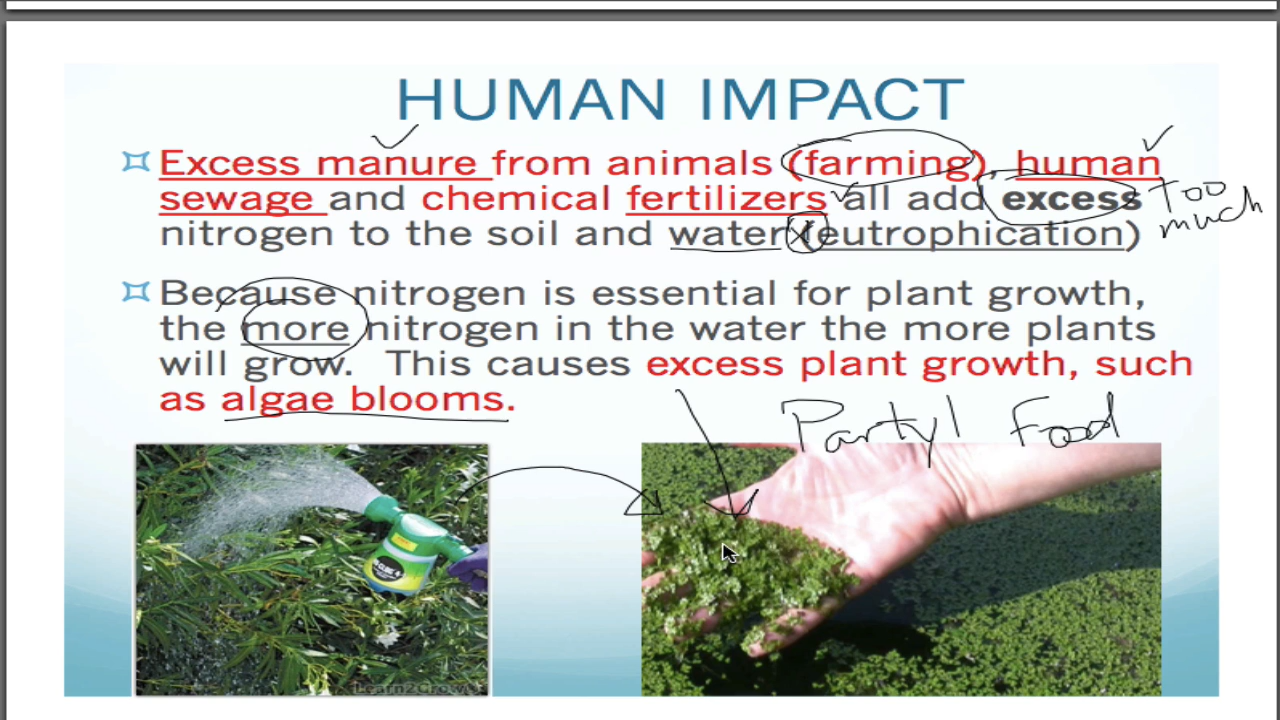 HUMAN IMPACT
Excess manure from animals (farming), human
sewage and chemical fertilizers all add excess
Too
much
nitrogen to the soil and water (eutrophication)
Because nitrogen is essential for plant growth,
the more nitrogen in the water the more plants
will grow. This causes excess plant growth, such
as algae blooms.
Party! Food
Learn2Grow